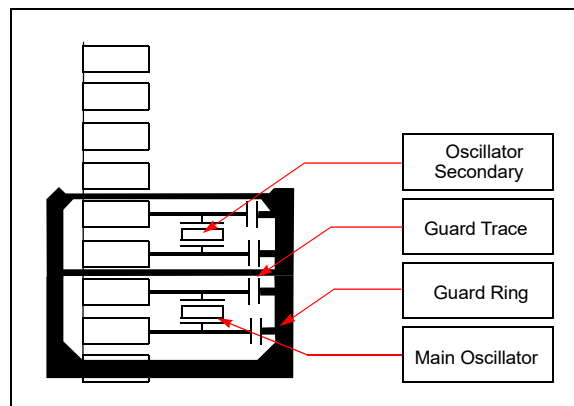 Oscillator
Secondary
Guard Trace
Guard Ring
Main Oscillator